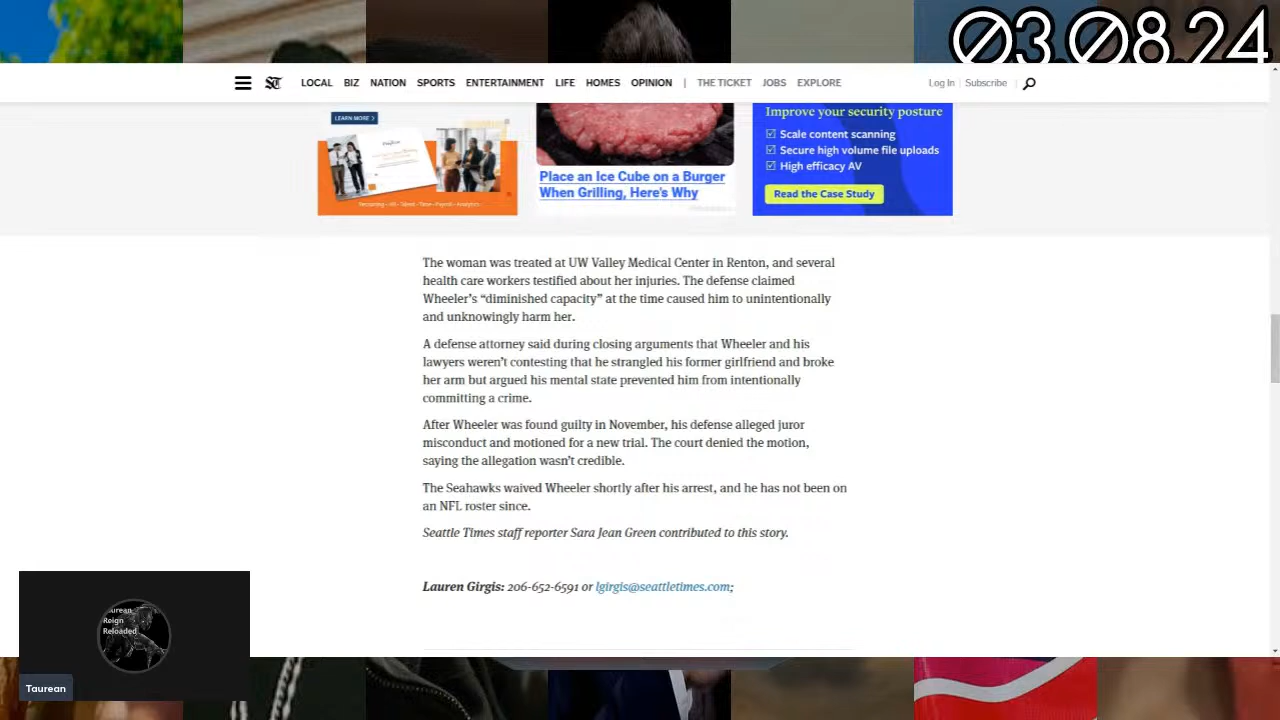 03.08.24
LOCAL BIZ NATION SPORTS ENTERTAINMENT LIFE HOMES OPINION | THE TICKET JOBS EXPLORE Log In | Subscribe |
LEARN MORE >
Recruiting • HR • Talent • Time • Payroll • Analytics
Place an Ice Cube on a Burger
When Grilling, Here's Why
Improve your security posture
Scale content scanning
Secure high volume file uploads
High efficacy AV
Read the Case Study
The woman was treated at UW Valley Medical Center in Renton, and several
health care workers testified about her injuries. The defense claimed
Wheeler’s “diminished capacity” at the time caused him to unintentionally
and unknowingly harm her.
A defense attorney said during closing arguments that Wheeler and his
lawyers weren’t contesting that he strangled his former girlfriend and broke
her arm but argued his mental state prevented him from intentionally
committing a crime.
After Wheeler was found guilty in November, his defense alleged juror
misconduct and motioned for a new trial. The court denied the motion,
saying the allegation wasn’t credible.
The Seahawks waived Wheeler shortly after his arrest, and he has not been on
an NFL roster since.
Seattle Times staff reporter Sara Jean Green contributed to this story.
Lauren Girgis: 206-652-6591 or lgirgis@seattletimes.com;
Reign
Reloaded
Taurean